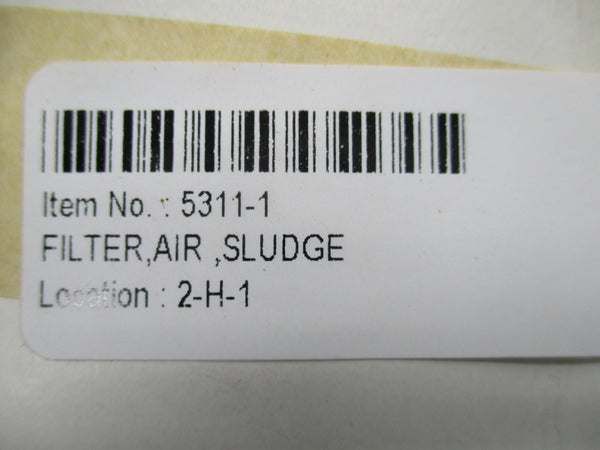 Item No. : 5311-1
FILTER,AIR ,SLUDGE
Location : 2-H-1